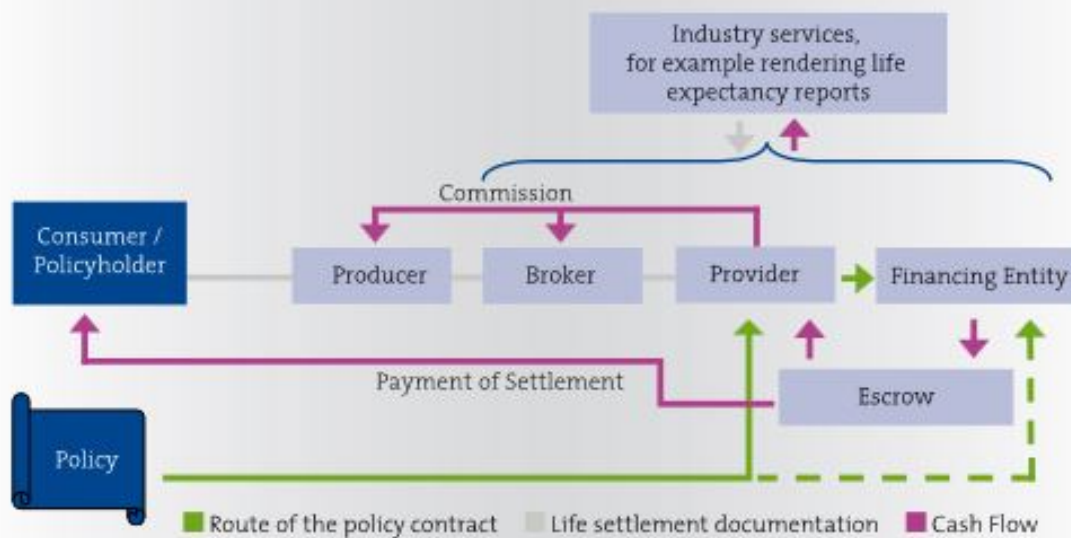 Industry services,
for example rendering life
expectancy reports
Commission
Consumer /
Policyholder
Producer
Broker
Provider
Financing Entity
Payment of Settlement
Escrow
Policy
Route of the policy contract
Life settlement documentation
Cash Flow